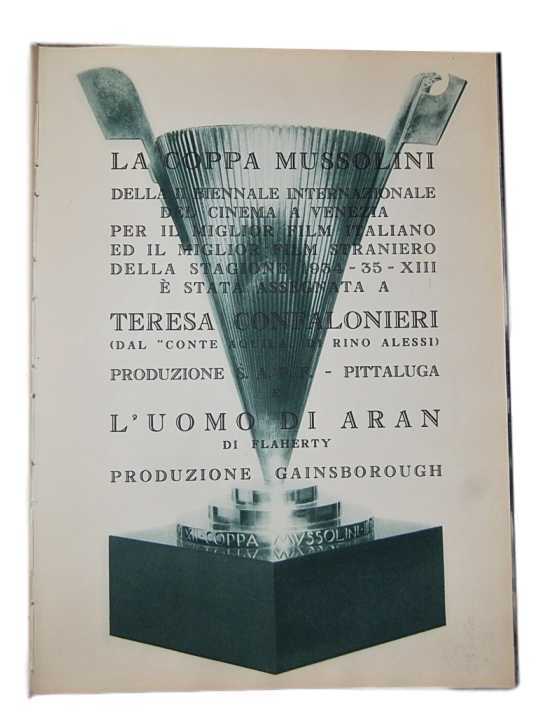 LA COPPA MUSSOLINI
DELLA II BIENNALE INTERNAZIONALE
DEL CINEMA A VENEZIA
PER IL MIGLIOR FILM ITALIANO
ED IL MIGLIOR FILM STRANIERO
DELLA STAGIONE 1934-35-XIII
È STATA ASSEGNATA A
TERESA CONFALONIERI
(DAL "CONTE AQUILA" DI RINO ALESSI)
PRODUZIONE S. A. P. F. - PITTALUGA
E
L'UOMO DI ARAN
DI FLAHERTY
PRODUZIONE GAINSBOROUGH
COPPA MUSSOLINI